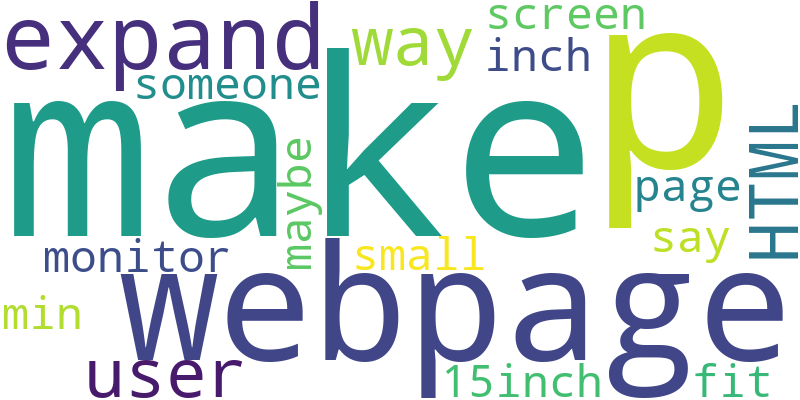 expand
way
screen
inch
someone
make
p
HTML
maybe
page
say
monitor
small
webpage
min
user
15inch
fit